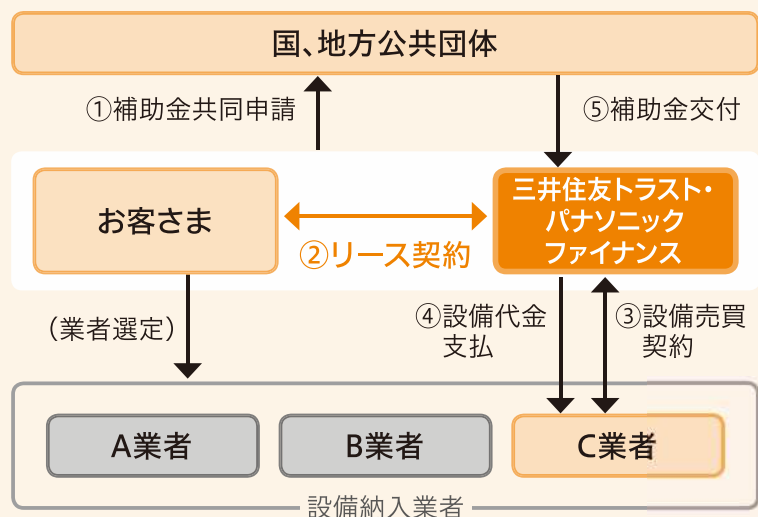 国、地方公共団体
①補助金共同申請
⑤補助金交付
お客さま
②リース契約
三井住友トラスト・
パナソニック
ファイナンス
（業者選定）
④設備代金
支払
③設備売買
契約
A業者
B業者
C業者
設備納入業者